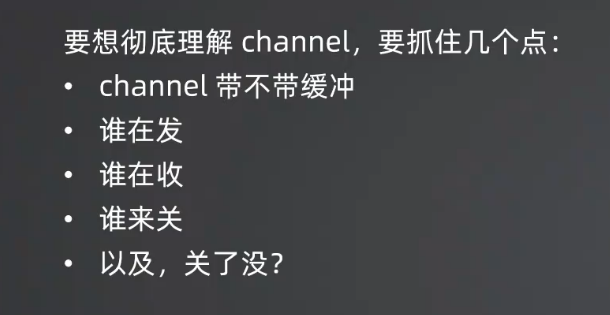 要想彻底理解 channel，要抓住几个点：
• channel 带不带缓冲
• 谁在发
• 谁在收
• 谁来关
• 以及，关了没？